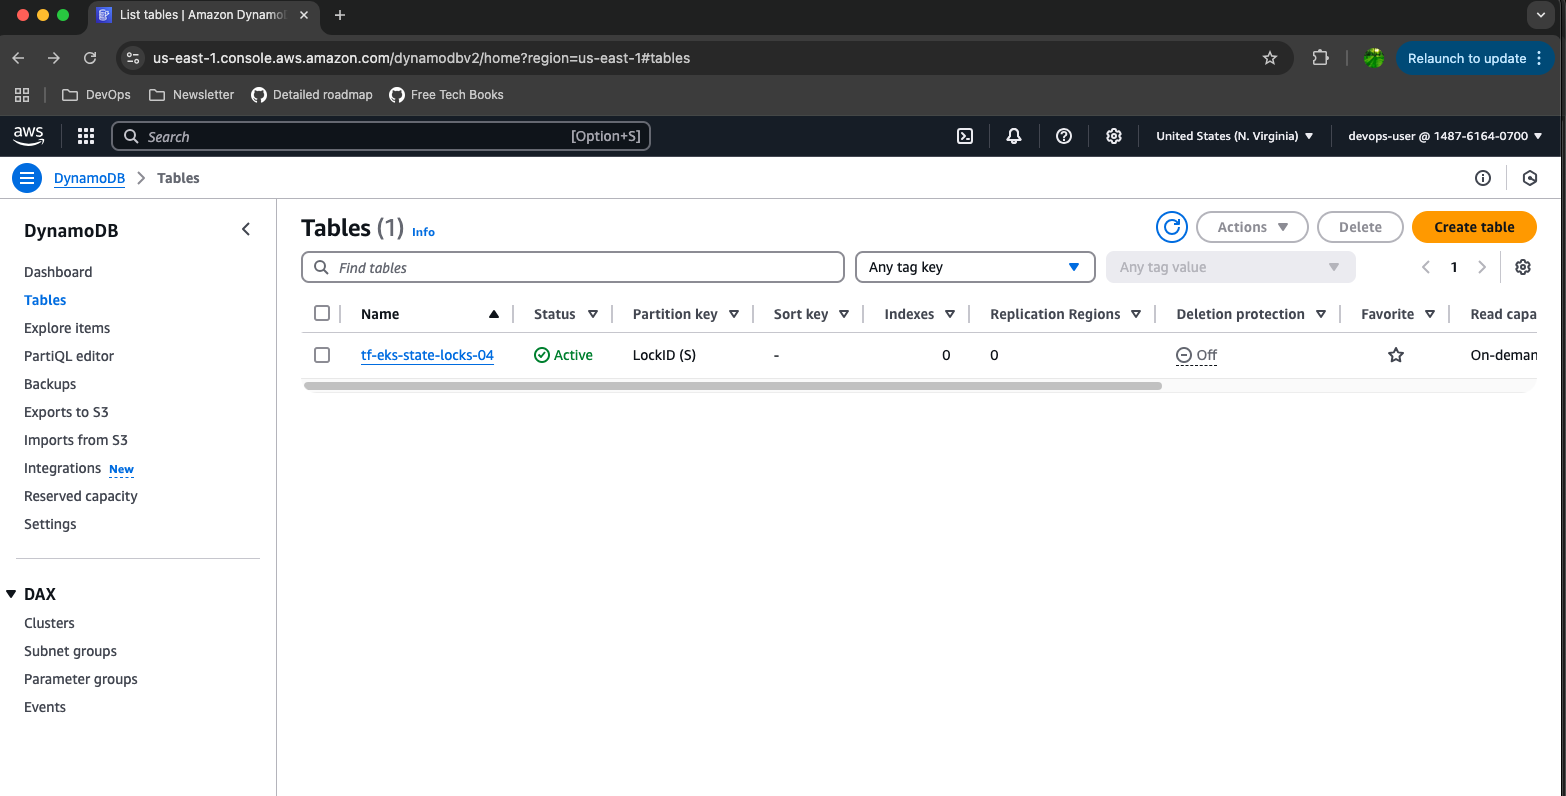 List tables | Amazon Dynamo
us-east-1.console.aws.amazon.com/dynamodbv2/home?region=us-east-1#tables
Relaunch to update
DevOps Newsletter Detailed roadmap Free Tech Books
aws Search [Option+S] United States (N. Virginia) devops-user @ 1487-6164-0700
DynamoDB Tables
DynamoDB
Dashboard
Tables
Explore items
PartiQL editor
Backups
Exports to S3
Imports from S3
Integrations New
Reserved capacity
Settings
DAX
Clusters
Subnet groups
Parameter groups
Events
Tables (1) Info
Actions Delete Create table
Find tables Any tag key Any tag value 1
Name Status Partition key Sort key Indexes Replication Regions Deletion protection Favorite Read capa
tf-eks-state-locks-04 Active LockID (S) - 0 0 Off On-deman